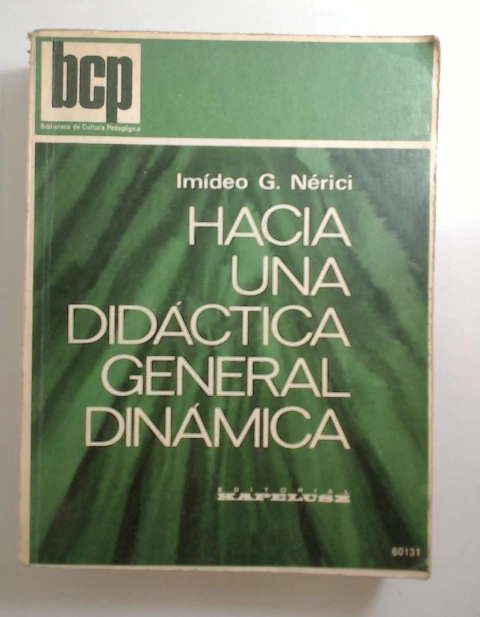 bcp
Biblioteca de Cultura Pedagógica
Imídeo G. Nérici
HACIA
UNA
DIDÁCTICA
GENERAL
DINÁMICA
EDITORIAL
KAPELUSZ
60131